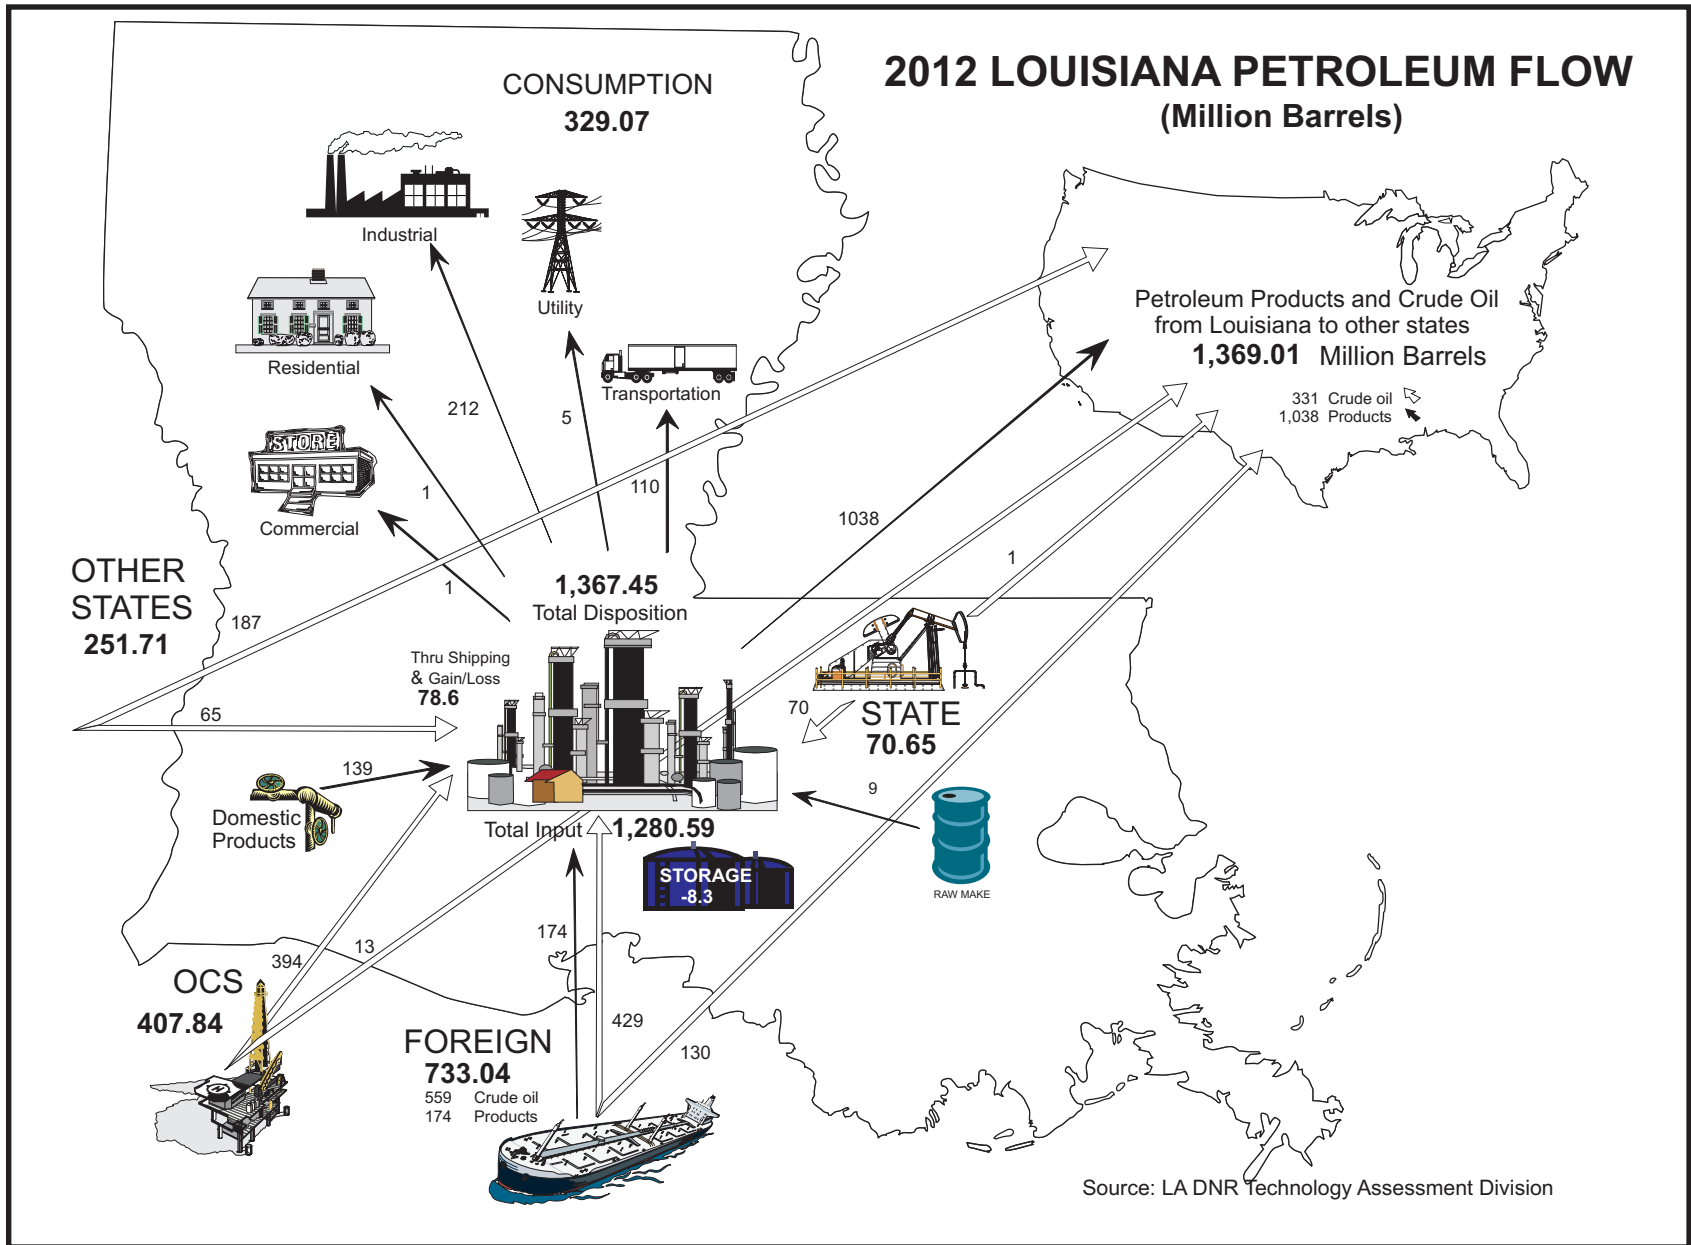 2012 LOUISIANA PETROLEUM FLOW
(Million Barrels)
CONSUMPTION
329.07
Industrial
Utility
Residential
Transportation
STORE
Commercial
212
5
110
1
1
1038
1
Petroleum Products and Crude Oil
from Louisiana to other states
1,369.01 Million Barrels
331 Crude oil
1,038 Products
OTHER
STATES
251.71
187
65
1,367.45
Total Disposition
Thru Shipping
& Gain/Loss
78.6
70
STATE
70.65
139
Domestic
Products
9
RAW MAKE
Total Input 1,280.59
STORAGE
-8.3
OCS
407.84
394
13
174
429
130
FOREIGN
733.04
559 Crude oil
174 Products
Source: LA DNR Technology Assessment Division